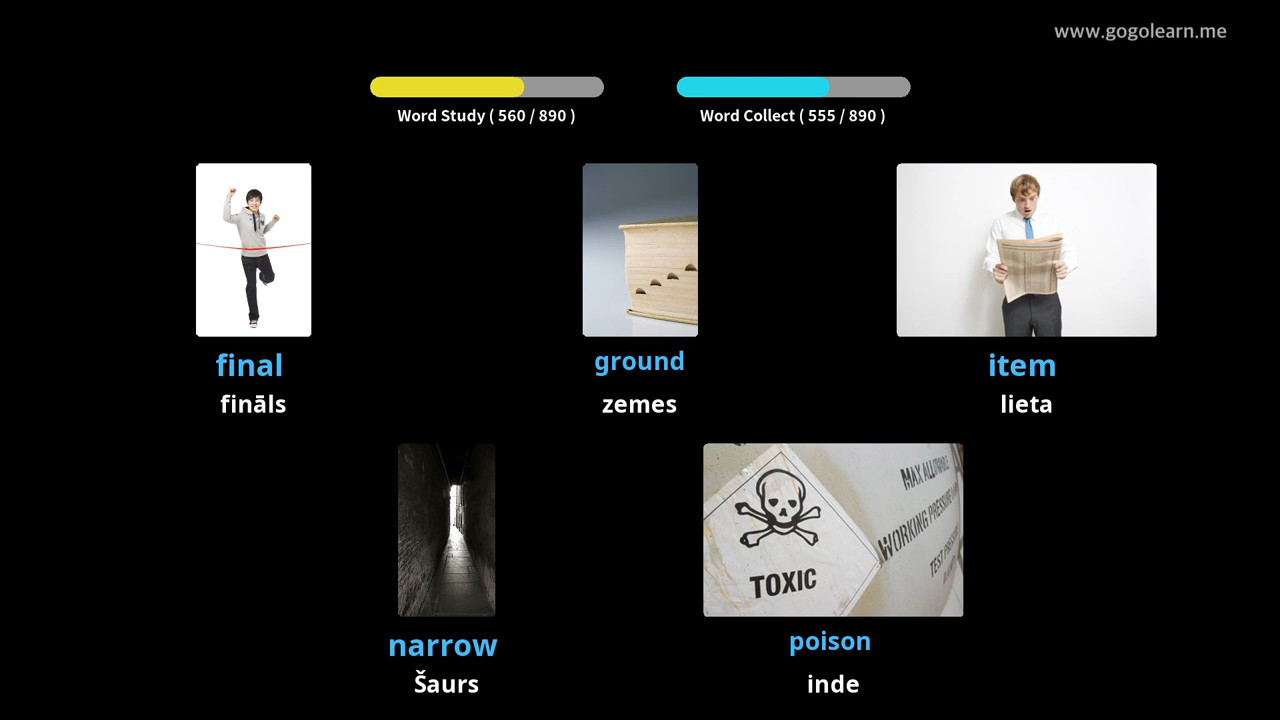 www.gogolearn.me
Word Study ( 560 / 890 )
Word Collect ( 555 / 890 )
final
ground
item
fināls
zemes
lieta
TOXIC
MAX ALLOWABLE
WORKING PRESSURE
TEST
narrow
poison
Šaurs
inde